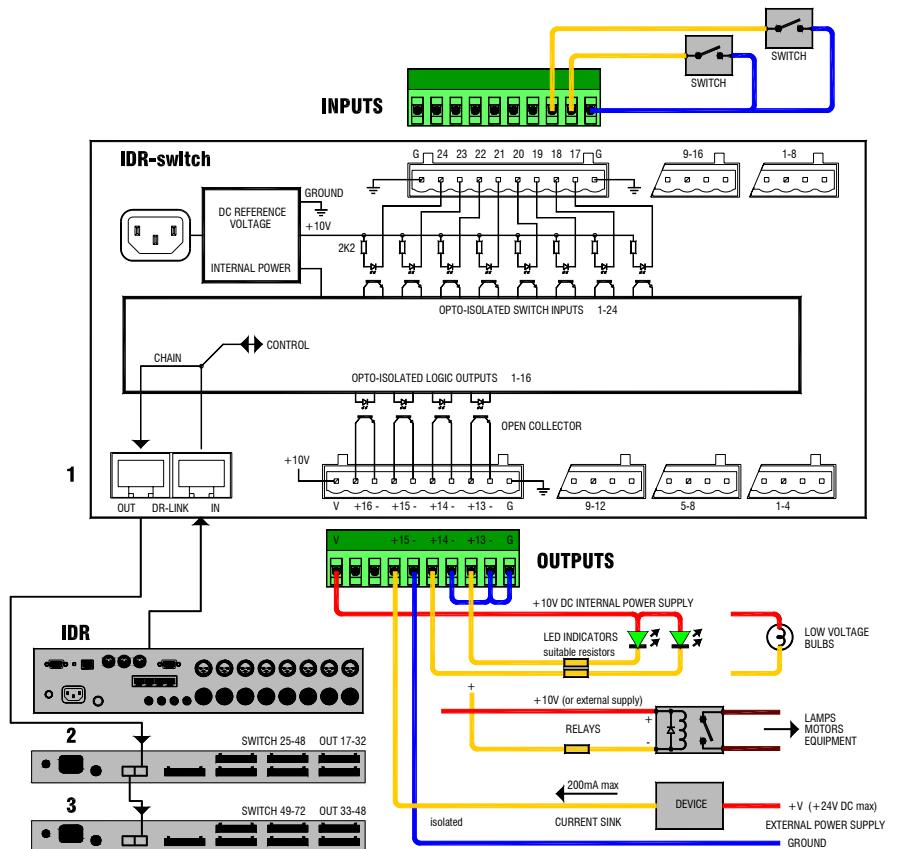 SWITCH
SWITCH
INPUTS
IDR-switch
G 24 23 22 21 20 19 18 17 G
9-16
1-8
GROUND
DC REFERENCE
VOLTAGE
+10V
2K2
INTERNAL POWER
OPTO-ISOLATED SWITCH INPUTS 1-24
CONTROL
CHAIN
OPTO-ISOLATED LOGIC OUTPUTS 1-16
OPEN COLLECTOR
+10V
1
OUT DR-LINK IN
V +16 - +15 - +14 - +13 - G
9-12
5-8
1-4
V +15 - +14 - +13 - G
OUTPUTS
+10V DC INTERNAL POWER SUPPLY
IDR
LED INDICATORS
suitable resistors
LOW VOLTAGE
BULBS
+
+10V (or external supply)
RELAYS
+
-
LAMPS
MOTORS
EQUIPMENT
2
SWITCH 25-48 OUT 17-32
200mA max
CURRENT SINK
isolated
DEVICE
+V (+24V DC max)
EXTERNAL POWER SUPPLY
GROUND
3
SWITCH 49-72 OUT 33-48